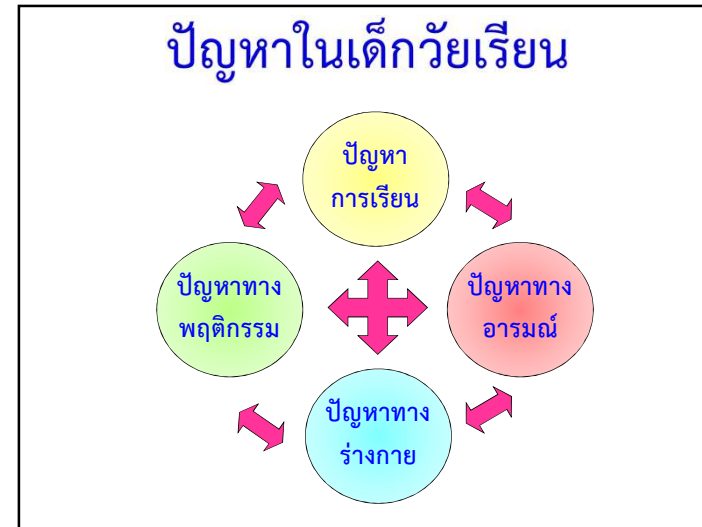 ปัญหาในเด็กวัยเรียน
ปัญหา
การเรียน
ปัญหาทาง
พฤติกรรม
ปัญหาทาง
อารมณ์
ปัญหาทาง
ร่างกาย